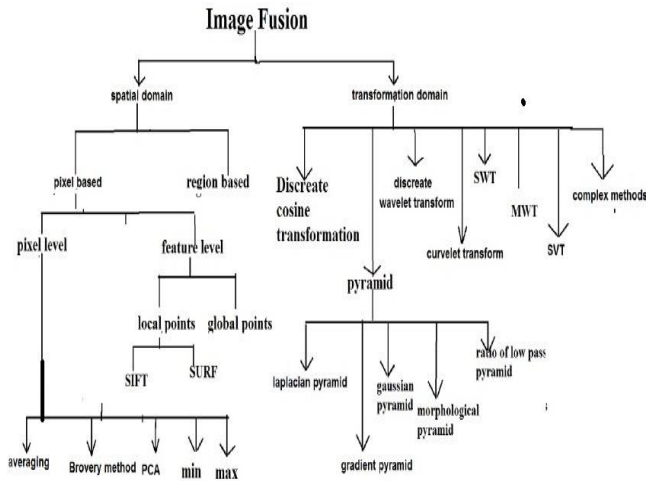 Image Fusion
spatial domain
transformation domain
pixel based
region based
Discreate
cosine
transformation
discreate
wavelet transform
SWT
MWT
complex methods
pixel level
feature level
curvelet transform
SVT
pyramid
local points
global points
SIFT
SURF
laplacian pyramid
gaussian
pyramid
morphological
pyramid
ratio of low pass
pyramid
gradient pyramid
averaging
Brovery method
PCA
min
max